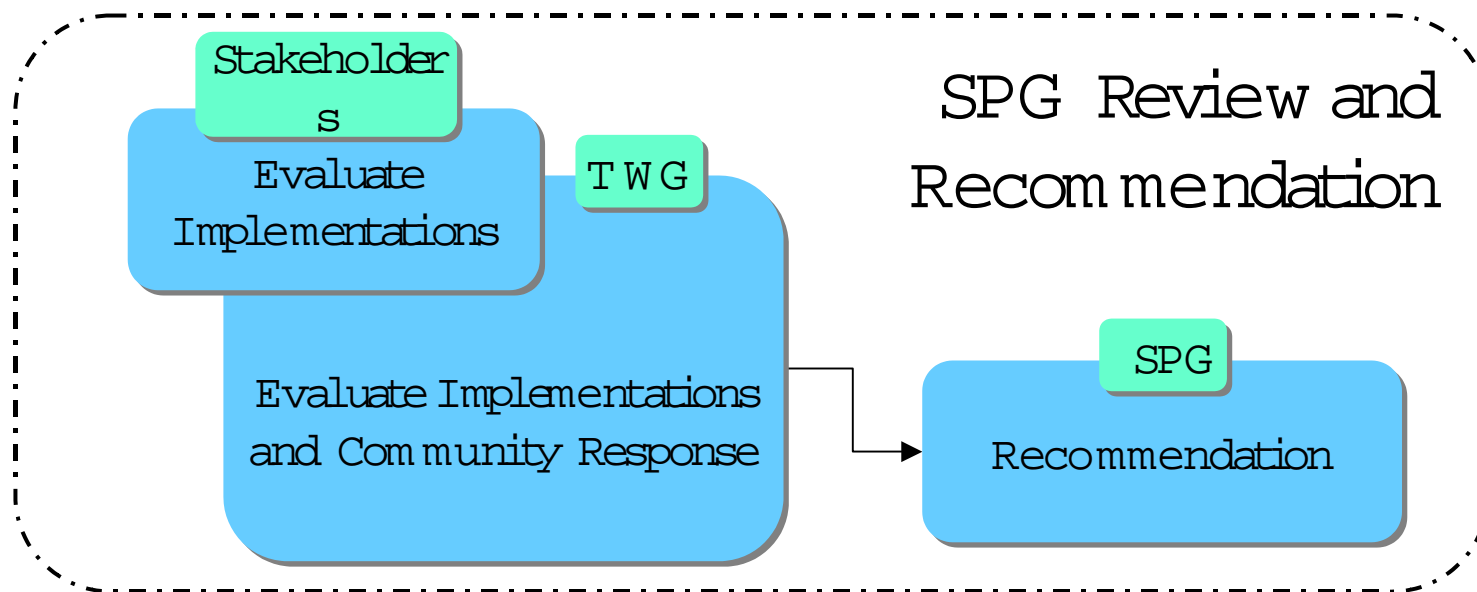 Stakeholder
s
Evaluate
Implementations
TWG
Evaluate Implementations
and Community Response
SPG Review and
Recommendation
SPG
Recommendation